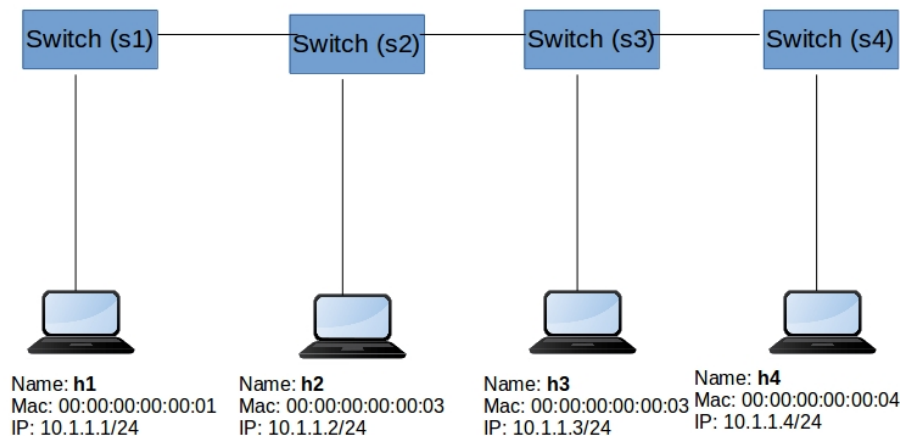 Switch (s1)
Switch (s2)
Switch (s3)
Switch (s4)
Name: h1
Mac: 00:00:00:00:00:01
IP: 10.1.1.1/24
Name: h2
Mac: 00:00:00:00:00:03
IP: 10.1.1.2/24
Name: h3
Mac: 00:00:00:00:00:03
IP: 10.1.1.3/24
Name: h4
Mac: 00:00:00:00:00:04
IP: 10.1.1.4/24